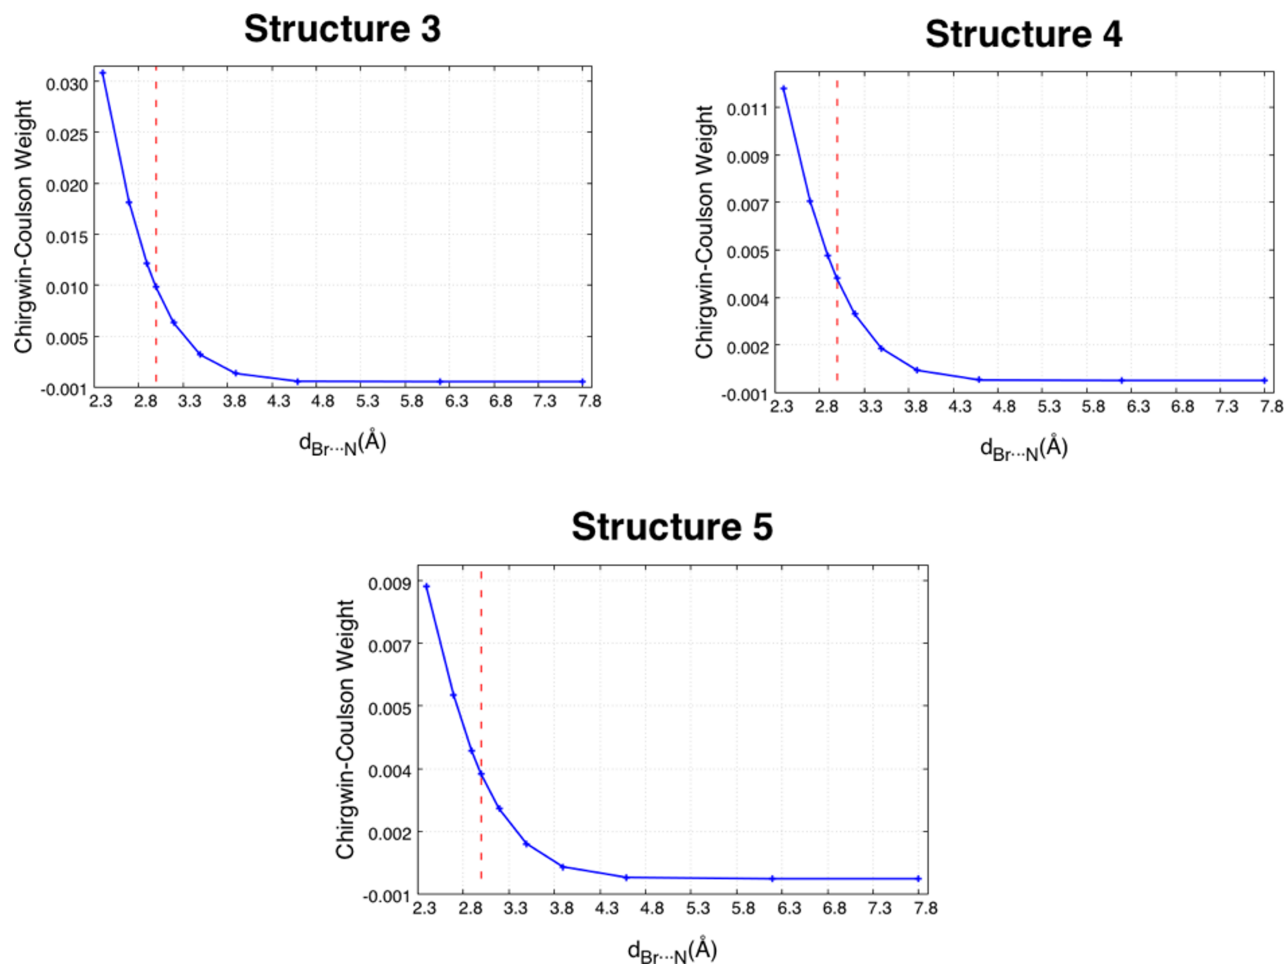 Structure 3
Chirgwin-Coulson Weight
0.030
0.025
0.020
0.015
0.010
0.005
-0.001
2.3 2.8 3.3 3.8 4.3 4.8 5.3 5.8 6.3 6.8 7.3 7.8
dBr···N(Å)
Structure 4
Chirgwin-Coulson Weight
0.011
0.009
0.007
0.005
0.004
0.002
-0.001
2.3 2.8 3.3 3.8 4.3 4.8 5.3 5.8 6.3 6.8 7.3 7.8
dBr···N(Å)
Structure 5
Chirgwin-Coulson Weight
0.009
0.007
0.005
0.004
0.002
-0.001
2.3 2.8 3.3 3.8 4.3 4.8 5.3 5.8 6.3 6.8 7.3 7.8
dBr···N(Å)